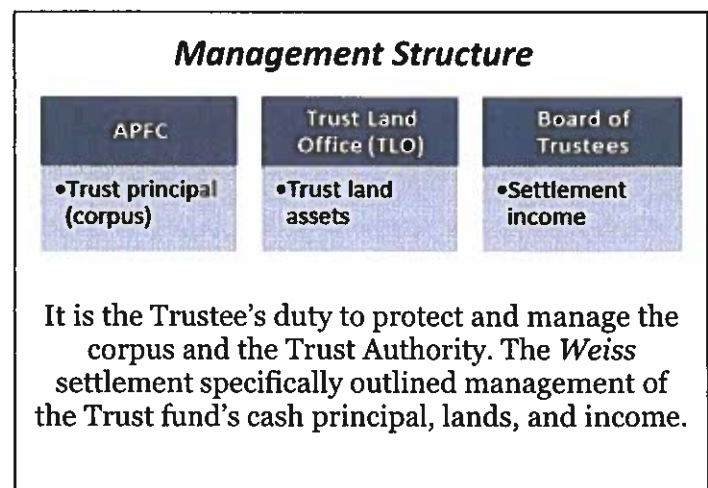 Management Structure
APFC
•Trust principal
(corpus)
Trust Land
Office (TLO)
•Trust land
assets
Board of
Trustees
•Settlement
income
It is the Trustee's duty to protect and manage the
corpus and the Trust Authority. The Weiss
settlement specifically outlined management of
the Trust fund's cash principal, lands, and income.